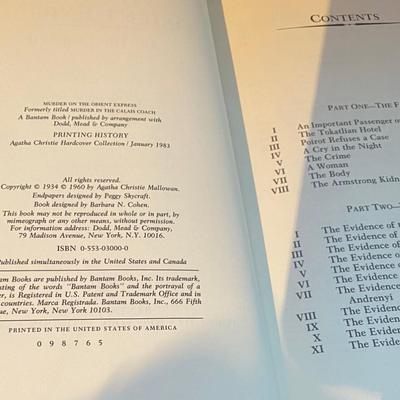 MURDER ON THE ORIENT EXPRESS
Formerly titled MURDER IN THE CALAIS COACH
A Bantam Book / published by arrangement with
Dodd, Mead & Company
PRINTING HISTORY
Agatha Christie Hardcover Collection / January 1983
All rights reserved.
Copyright © 1934 © 1960 by Agatha Christie Mallowan.
Endpapers designed by Peggy Skycraft.
Book designed by Barbara N. Cohen.
This book may not be reproduced in whole or in part, by
mimeograph or any other means, without permission.
For information address: Dodd, Mead & Company,
79 Madison Avenue, New York, N.Y. 10016.
ISBN 0-553-03000-0
Published simultaneously in the United States and Canada
tam Books are published by Bantam Books, Inc. Its trademark,
sting of the words "Bantam Books" and the portrayal of a
er, is Registered in U.S. Patent and Trademark Office and in
countries. Marca Registrada. Bantam Books, Inc., 666 Fifth
nue, New York, New York 10103.
PRINTED IN THE UNITED STATES OF AMERICA
0 9 8 7 6 5
CONTENTS
PART ONE—THE F
I An Important Passenger o
II The Tokatlian Hotel
III Poirot Refuses a Case
IV A Cry in the Night
V The Crime
VI A Woman
VII The Body
VIII The Armstrong Kidn
PART TWO—T
I The Evidence of
II The Evidence of
III The Evidence of
IV The Evidence of
V The Evidence of
VI The Evidence
VII The Evidence
Andrenyi
VIII The Evidence
IX The Eviden
X The Eviden
XI The Eviden